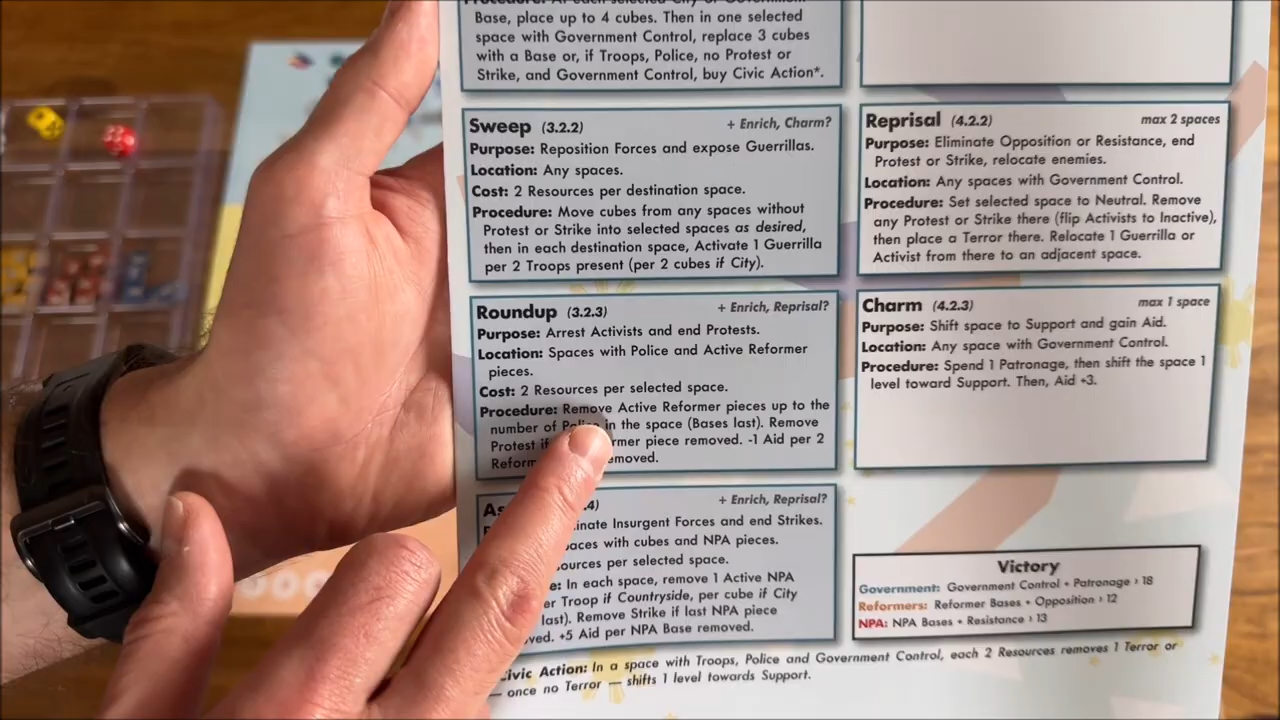 Base, place up to 4 cubes. Then in one selected
space with Government Control, replace 3 cubes
with a Base or, if Troops, Police, no Protest or
Strike, and Government Control, buy Civic Action*.
Sweep (3.2.2) + Enrich, Charm?
Purpose: Reposition Forces and expose Guerrillas.
Location: Any spaces.
Cost: 2 Resources per destination space.
Procedure: Move cubes from any spaces without
Protest or Strike into selected spaces as desired,
then in each destination space, Activate 1 Guerrilla
per 2 Troops present (per 2 cubes if City).
Roundup (3.2.3) + Enrich, Reprisal?
Purpose: Arrest Activists and end Protests.
Location: Spaces with Police and Active Reformer
pieces.
Cost: 2 Resources per selected space.
Procedure: Remove Active Reformer pieces up to the
number of Police in the space (Bases last). Remove
Protest if rmer piece removed. -1 Aid per 2
Reform emoved.
As 4) + Enrich, Reprisal?
inate Insurgent Forces and end Strikes.
aces with cubes and NPA pieces.
ources per selected space.
e: In each space, remove 1 Active NPA
er Troop if Countryside, per cube if City
last). Remove Strike if last NPA piece
ved. +5 Aid per NPA Base removed.
Reprisal (4.2.2) max 2 spaces
Purpose: Eliminate Opposition or Resistance, end
Protest or Strike, relocate enemies.
Location: Any spaces with Government Control.
Procedure: Set selected space to Neutral. Remove
any Protest or Strike there (flip Activists to Inactive),
then place a Terror there. Relocate 1 Guerrilla or
Activist from there to an adjacent space.
Charm (4.2.3) max 1 space
Purpose: Shift space to Support and gain Aid.
Location: Any space with Government Control.
Procedure: Spend 1 Patronage, then shift the space 1
level toward Support. Then, Aid +3.
Victory
Government: Government Control + Patronage > 18
Reformers: Reformer Bases + Opposition > 12
NPA: NPA Bases + Resistance > 13
ivic Action: In a space with Troops, Police and Government Control, each 2 Resources removes 1 Terror or
— once no Terror — shifts 1 level towards Support.